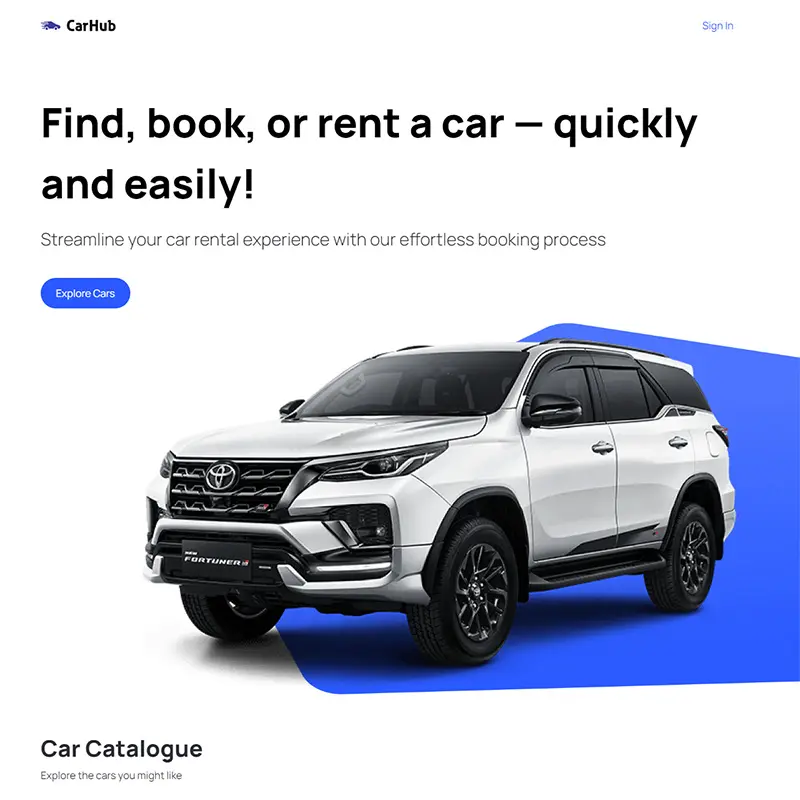 CarHub
Sign In
Find, book, or rent a car — quickly
and easily!
Streamline your car rental experience with our effortless booking process
Explore Cars
NEW
FORTUNER
Car Catalogue
Explore the cars you might like